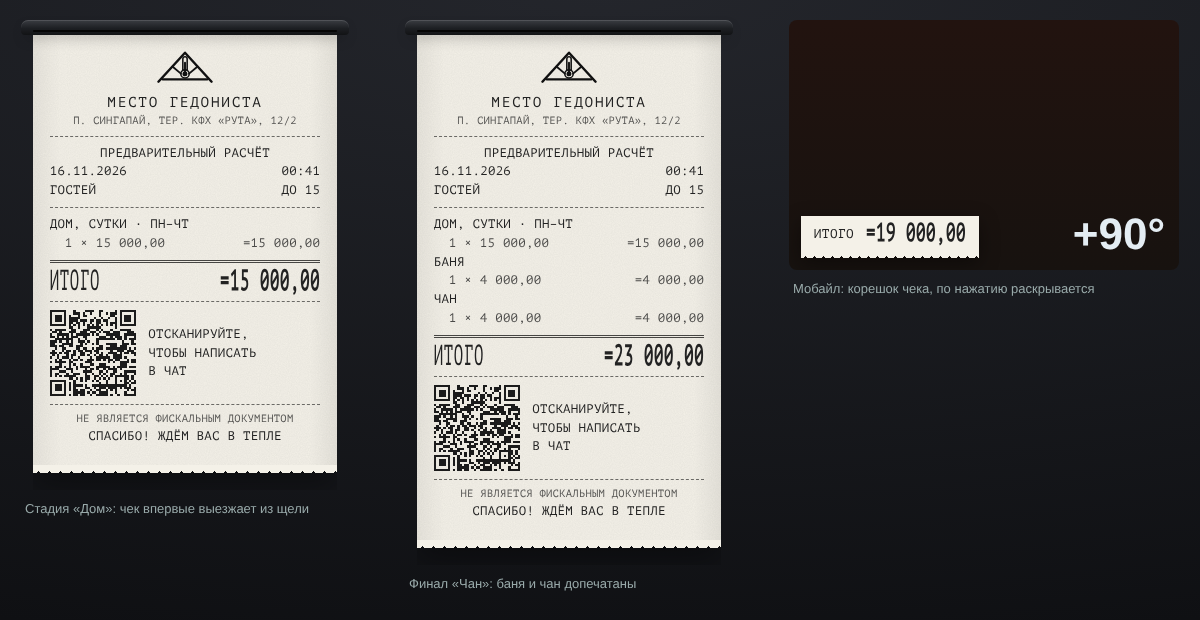 МЕСТО ГЕДОНИСТА
П. СИНГАПАЙ, ТЕР. КФХ «РУТА», 12/2
ПРЕДВАРИТЕЛЬНЫЙ РАСЧЁТ
16.11.2026 00:41
ГОСТЕЙ ДО 15
ДОМ, СУТКИ · ПН–ЧТ
1 × 15 000,00 =15 000,00
ИТОГО =15 000,00
ОТСКАНИРУЙТЕ,
ЧТОБЫ НАПИСАТЬ
В ЧАТ
НЕ ЯВЛЯЕТСЯ ФИСКАЛЬНЫМ ДОКУМЕНТОМ
СПАСИБО! ЖДЁМ ВАС В ТЕПЛЕ
Стадия «Дом»: чек впервые выезжает из щели
МЕСТО ГЕДОНИСТА
П. СИНГАПАЙ, ТЕР. КФХ «РУТА», 12/2
ПРЕДВАРИТЕЛЬНЫЙ РАСЧЁТ
16.11.2026 00:41
ГОСТЕЙ ДО 15
ДОМ, СУТКИ · ПН–ЧТ
1 × 15 000,00 =15 000,00
БАНЯ
1 × 4 000,00 =4 000,00
ЧАН
1 × 4 000,00 =4 000,00
ИТОГО =23 000,00
ОТСКАНИРУЙТЕ,
ЧТОБЫ НАПИСАТЬ
В ЧАТ
НЕ ЯВЛЯЕТСЯ ФИСКАЛЬНЫМ ДОКУМЕНТОМ
СПАСИБО! ЖДЁМ ВАС В ТЕПЛЕ
Финал «Чан»: баня и чан допечатаны
ИТОГО =19 000,00
+90°
Мобайл: корешок чека, по нажатию раскрывается